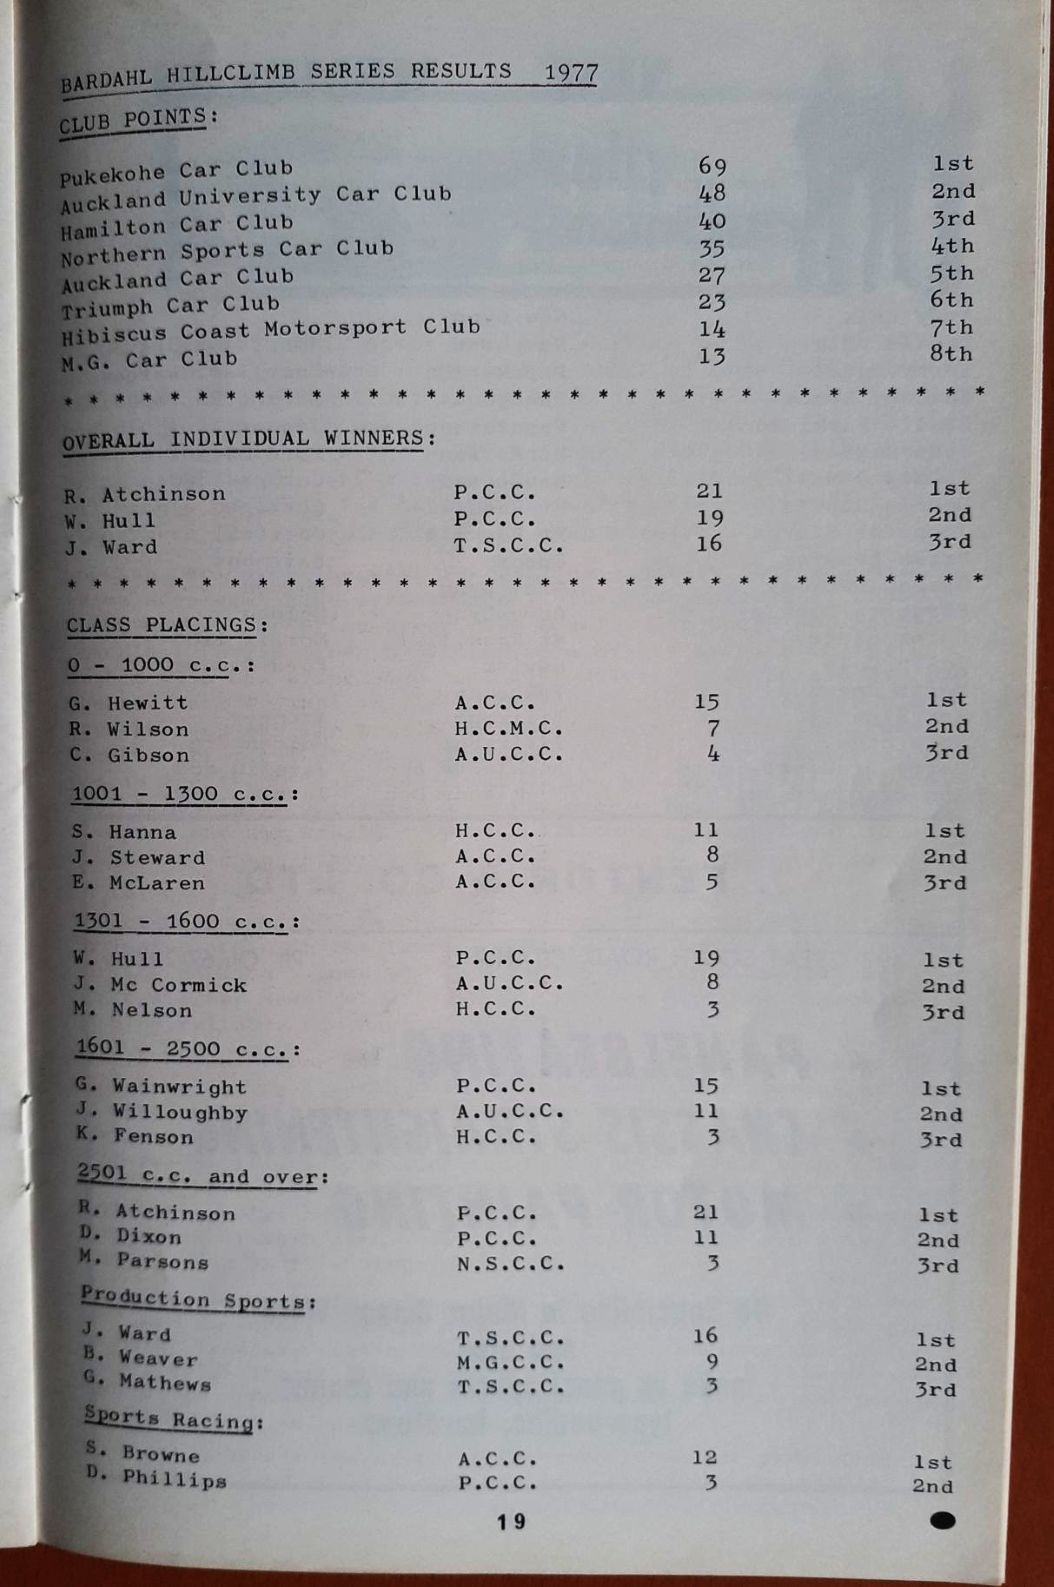 BARDAHL HILLCLIMB SERIES RESULTS 1977
CLUB POINTS:
Pukekohe Car Club 69 1st
Auckland University Car Club 48 2nd
Hamilton Car Club 40 3rd
Northern Sports Car Club 35 4th
Auckland Car Club 27 5th
Triumph Car Club 23 6th
Hibiscus Coast Motorsport Club 14 7th
M.G. Car Club 13 8th
* * * * * * * * * * * * * * * * * * * * * * * * * * * * * * * * *
OVERALL INDIVIDUAL WINNERS:
R. Atchinson P.C.C. 21 1st
W. Hull P.C.C. 19 2nd
J. Ward T.S.C.C. 16 3rd
* * * * * * * * * * * * * * * * * * * * * * * * * * * * * * * * *
CLASS PLACINGS:
0 - 1000 c.c.:
G. Hewitt A.C.C. 15 1st
R. Wilson H.C.M.C. 7 2nd
C. Gibson A.U.C.C. 4 3rd
1001 - 1300 c.c.:
S. Hanna H.C.C. 11 1st
J. Steward A.C.C. 8 2nd
E. McLaren A.C.C. 5 3rd
1301 - 1600 c.c.:
W. Hull P.C.C. 19 1st
J. Mc Cormick A.U.C.C. 8 2nd
M. Nelson H.C.C. 3 3rd
1601 - 2500 c.c.:
G. Wainwright P.C.C. 15 1st
J. Willoughby A.U.C.C. 11 2nd
K. Fenson H.C.C. 3 3rd
2501 c.c. and over:
R. Atchinson P.C.C. 21 1st
D. Dixon P.C.C. 11 2nd
M. Parsons N.S.C.C. 3 3rd
Production Sports:
J. Ward T.S.C.C. 16 1st
B. Weaver M.G.C.C. 9 2nd
G. Mathews T.S.C.C. 3 3rd
Sports Racing:
S. Browne A.C.C. 12 1st
D. Phillips P.C.C. 3 2nd
19